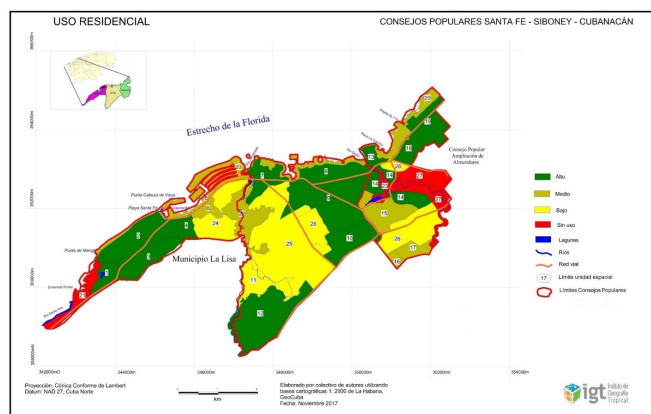 USO RESIDENCIAL
CONSEJOS POPULARES SANTA FE - SIBONEY - CUBANACÁN
Estrecho de la Florida
Consejo Popular
Ampliación de
Almendares
Punta Cabeza de Vaca
Playa Santa Fe
Municipio La Lisa
Alto
Medio
Bajo
Sin uso
Lagunas
Ríos
Red vial
17 Límite unidad espacial
Límites Consejos Populares
342000m 344000m 346000m 348000m 350000m 352000m 354000m
Proyección: Cónica Conforme de Lambert
Datum: NAD 27, Cuba Norte
km
Elaborado por colectivo de autores utilizando
bases cartográficas 1: 2000 de La Habana.
GeoCuba
Fecha: Noviembre 2017
igt Instituto de
Geografía
Tropical